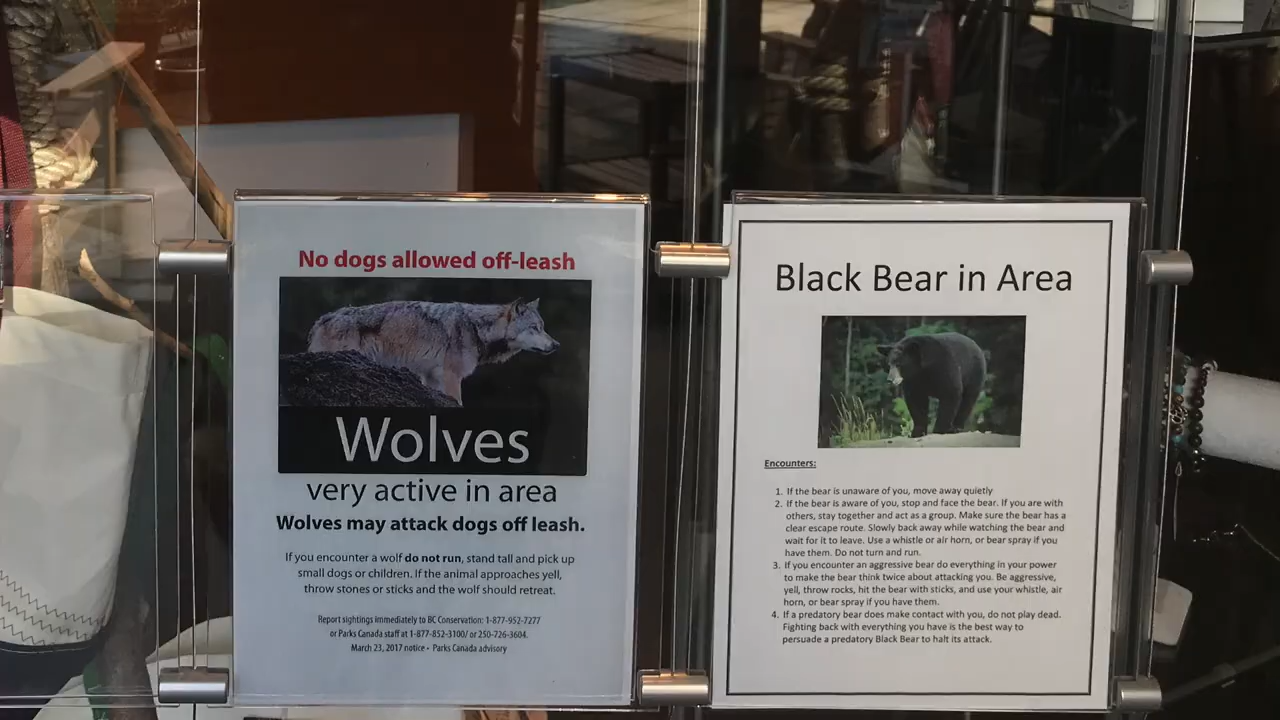 No dogs allowed off-leash
Wolves
very active in area
Wolves may attack dogs off leash.
If you encounter a wolf do not run, stand tall and pick up
small dogs or children. If the animal approaches yell,
throw stones or sticks and the wolf should retreat.
Report sightings immediately to BC Conservation: 1-877-952-7277
or Parks Canada staff at 1-877-852-3100/ or 250-726-3604.
March 23, 2017 notice - Parks Canada advisory
Black Bear in Area
Encounters:
1. If the bear is unaware of you, move away quietly
2. If the bear is aware of you, stop and face the bear. If you are with
others, stay together and act as a group. Make sure the bear has a
clear escape route. Slowly back away while watching the bear and
wait for it to leave. Use a whistle or air horn, or bear spray if you
have them. Do not turn and run.
3. If you encounter an aggressive bear do everything in your power
to make the bear think twice about attacking you. Be aggressive,
yell, throw rocks, hit the bear with sticks, and use your whistle, air
horn, or bear spray if you have them.
4. If a predatory bear does make contact with you, do not play dead.
Fighting back with everything you have is the best way to
persuade a predatory Black Bear to halt its attack.